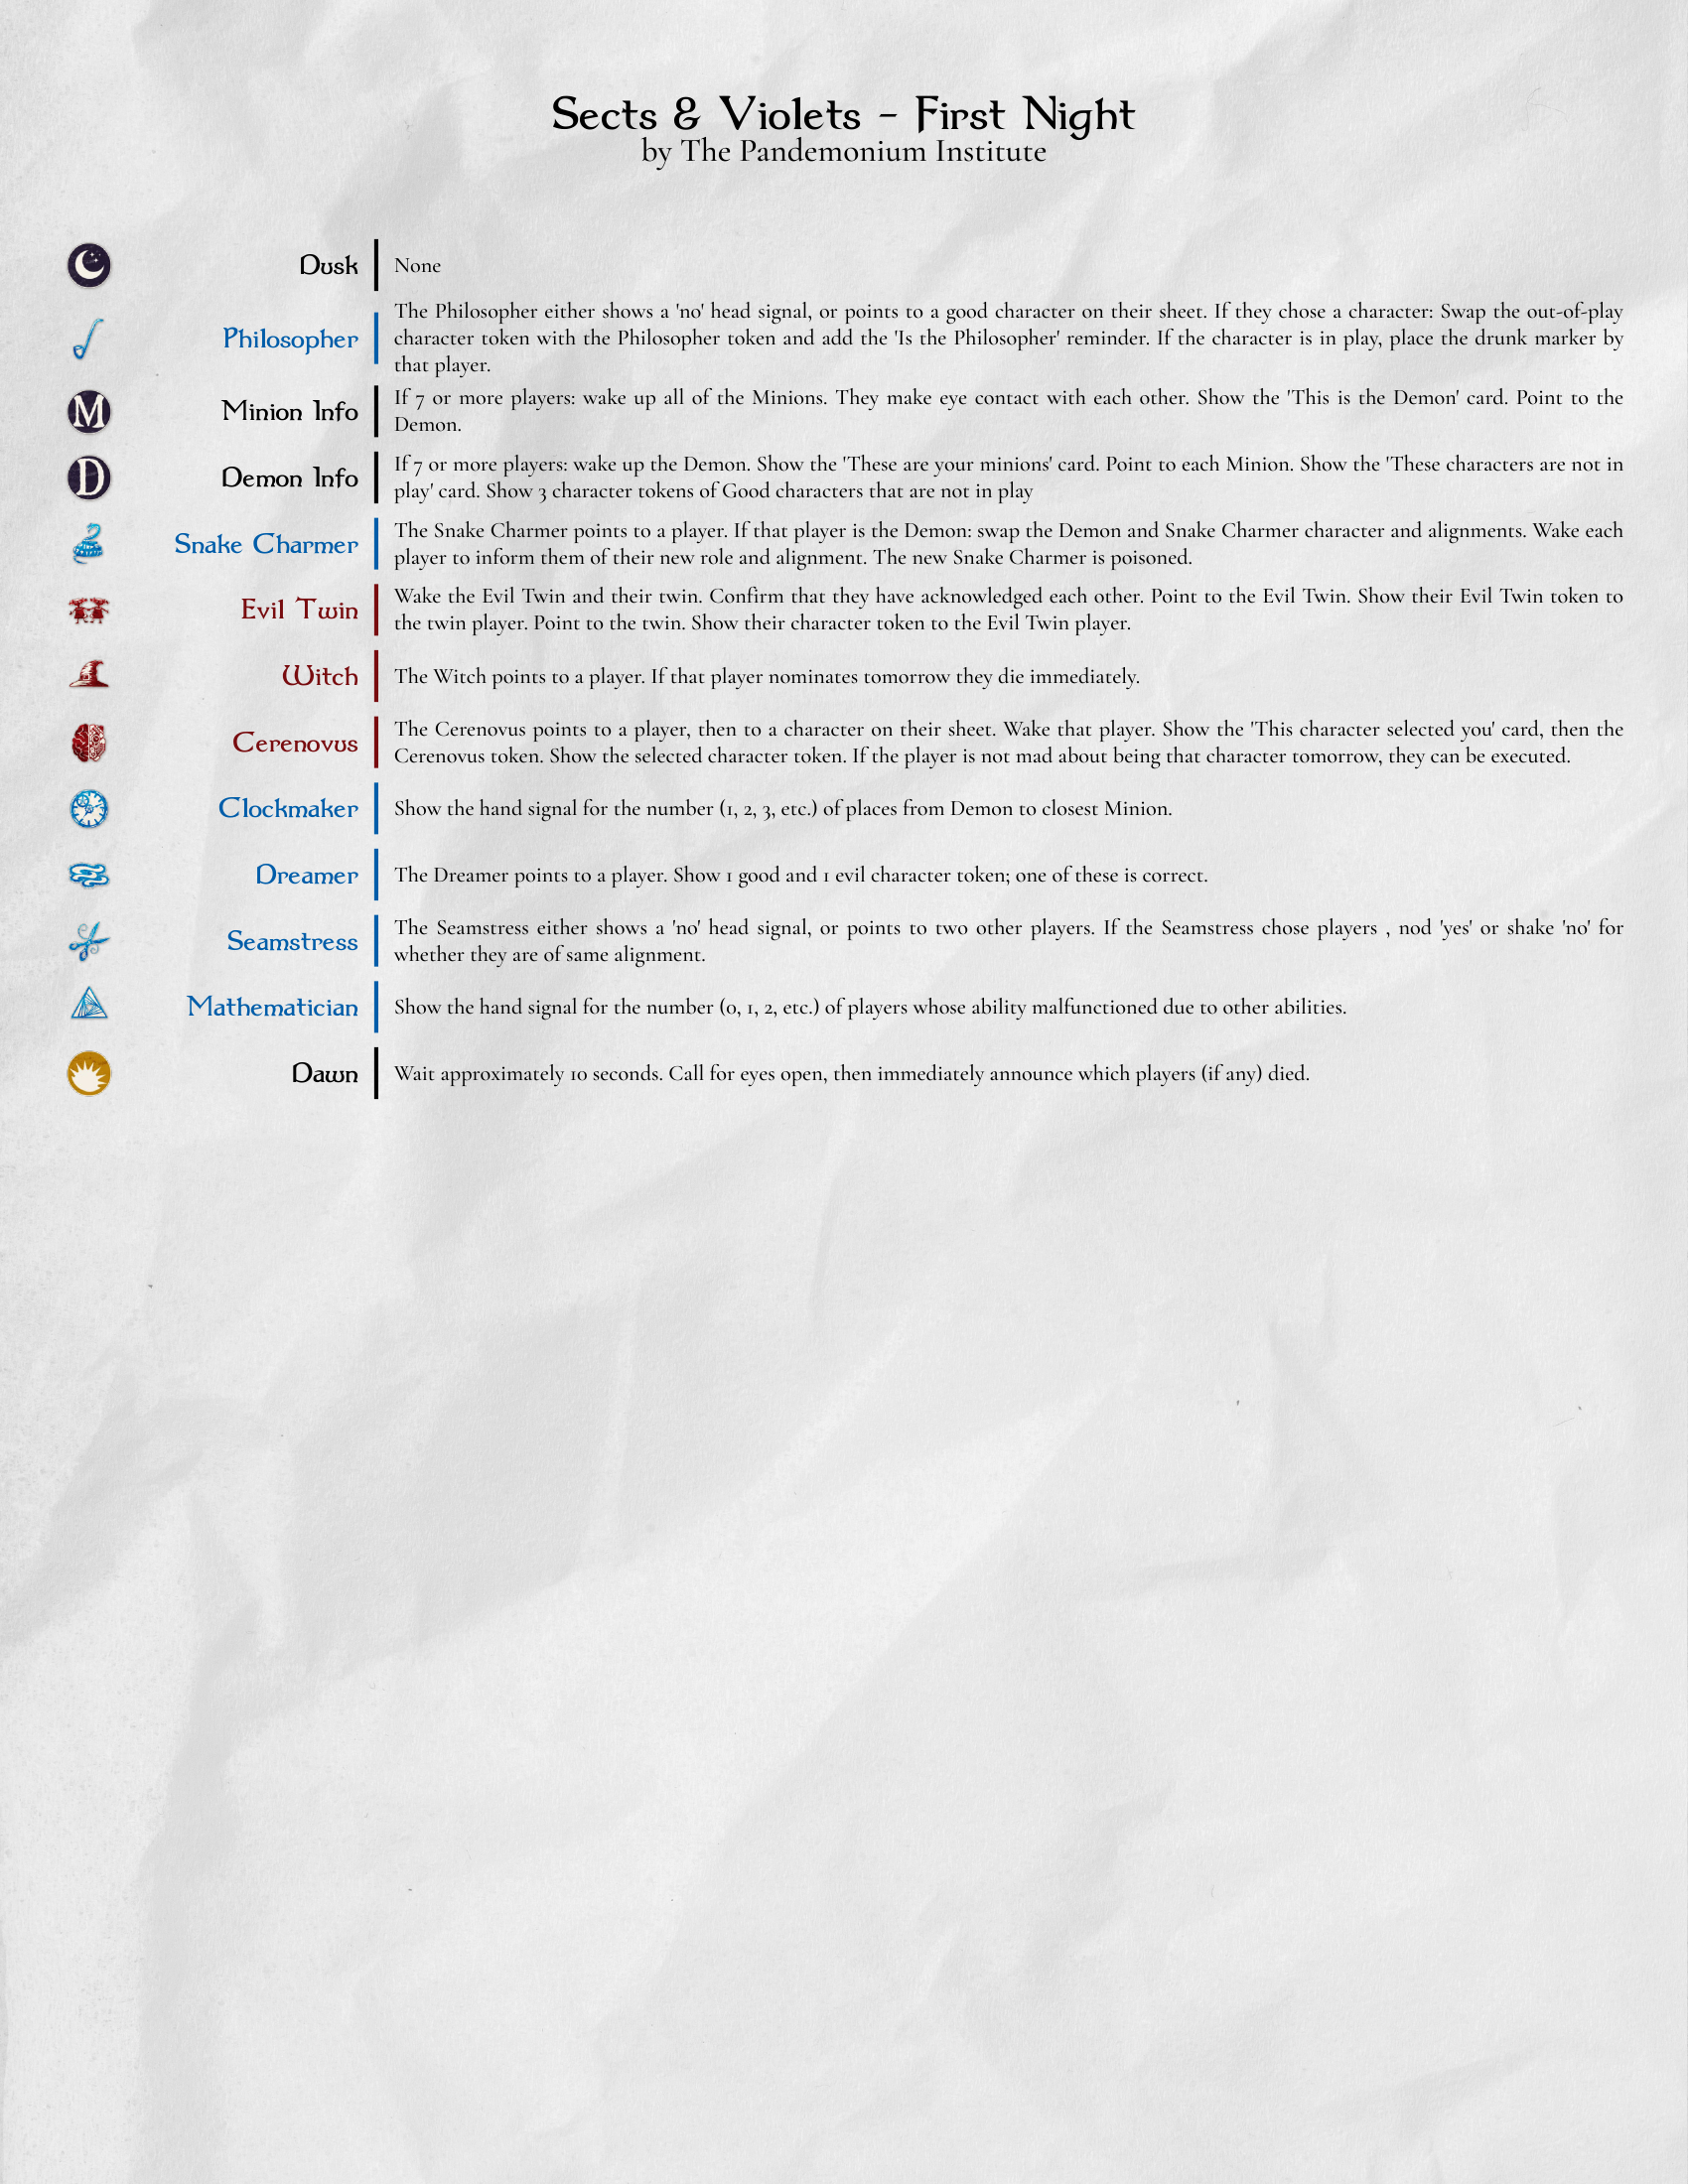 Sects & Violets - First Night
by The Pandemonium Institute
Dusk
None
Philosopher
The Philosopher either shows a 'no' head signal, or points to a good character on their sheet. If they chose a character: Swap the out-of-play
character token with the Philosopher token and add the 'Is the Philosopher' reminder. If the character is in play, place the drunk marker by
that player.
M
Minion Info
If 7 or more players: wake up all of the Minions. They make eye contact with each other. Show the 'This is the Demon' card. Point to the
Demon.
D
Demon Info
If 7 or more players: wake up the Demon. Show the 'These are your minions' card. Point to each Minion. Show the 'These characters are not in
play' card. Show 3 character tokens of Good characters that are not in play
Snake Charmer
The Snake Charmer points to a player. If that player is the Demon: swap the Demon and Snake Charmer character and alignments. Wake each
player to inform them of their new role and alignment. The new Snake Charmer is poisoned.
Evil Twin
Wake the Evil Twin and their twin. Confirm that they have acknowledged each other. Point to the Evil Twin. Show their Evil Twin token to
the twin player. Point to the twin. Show their character token to the Evil Twin player.
Witch
The Witch points to a player. If that player nominates tomorrow they die immediately.
Cerenovus
The Cerenovus points to a player, then to a character on their sheet. Wake that player. Show the 'This character selected you' card, then the
Cerenovus token. Show the selected character token. If the player is not mad about being that character tomorrow, they can be executed.
Clockmaker
Show the hand signal for the number (1, 2, 3, etc.) of places from Demon to closest Minion.
Dreamer
The Dreamer points to a player. Show 1 good and 1 evil character token; one of these is correct.
Seamstress
The Seamstress either shows a 'no' head signal, or points to two other players. If the Seamstress chose players , nod 'yes' or shake 'no' for
whether they are of same alignment.
Mathematician
Show the hand signal for the number (0, 1, 2, etc.) of players whose ability malfunctioned due to other abilities.
Dawn
Wait approximately 10 seconds. Call for eyes open, then immediately announce which players (if any) died.